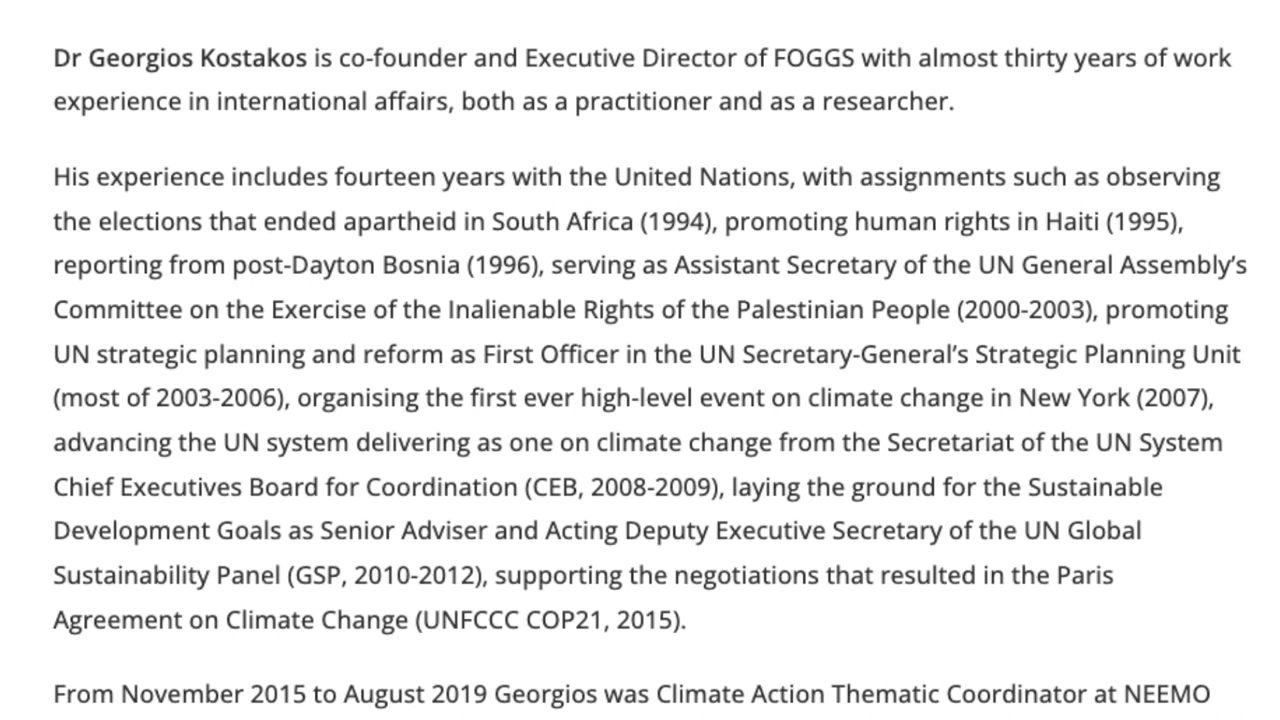 Dr Georgios Kostakos is co-founder and Executive Director of FOGGS with almost thirty years of work
experience in international affairs, both as a practitioner and as a researcher.
His experience includes fourteen years with the United Nations, with assignments such as observing
the elections that ended apartheid in South Africa (1994), promoting human rights in Haiti (1995),
reporting from post-Dayton Bosnia (1996), serving as Assistant Secretary of the UN General Assembly’s
Committee on the Exercise of the Inalienable Rights of the Palestinian People (2000-2003), promoting
UN strategic planning and reform as First Officer in the UN Secretary-General’s Strategic Planning Unit
(most of 2003-2006), organising the first ever high-level event on climate change in New York (2007),
advancing the UN system delivering as one on climate change from the Secretariat of the UN System
Chief Executives Board for Coordination (CEB, 2008-2009), laying the ground for the Sustainable
Development Goals as Senior Adviser and Acting Deputy Executive Secretary of the UN Global
Sustainability Panel (GSP, 2010-2012), supporting the negotiations that resulted in the Paris
Agreement on Climate Change (UNFCCC COP21, 2015).
From November 2015 to August 2019 Georgios was Climate Action Thematic Coordinator at NEEMO